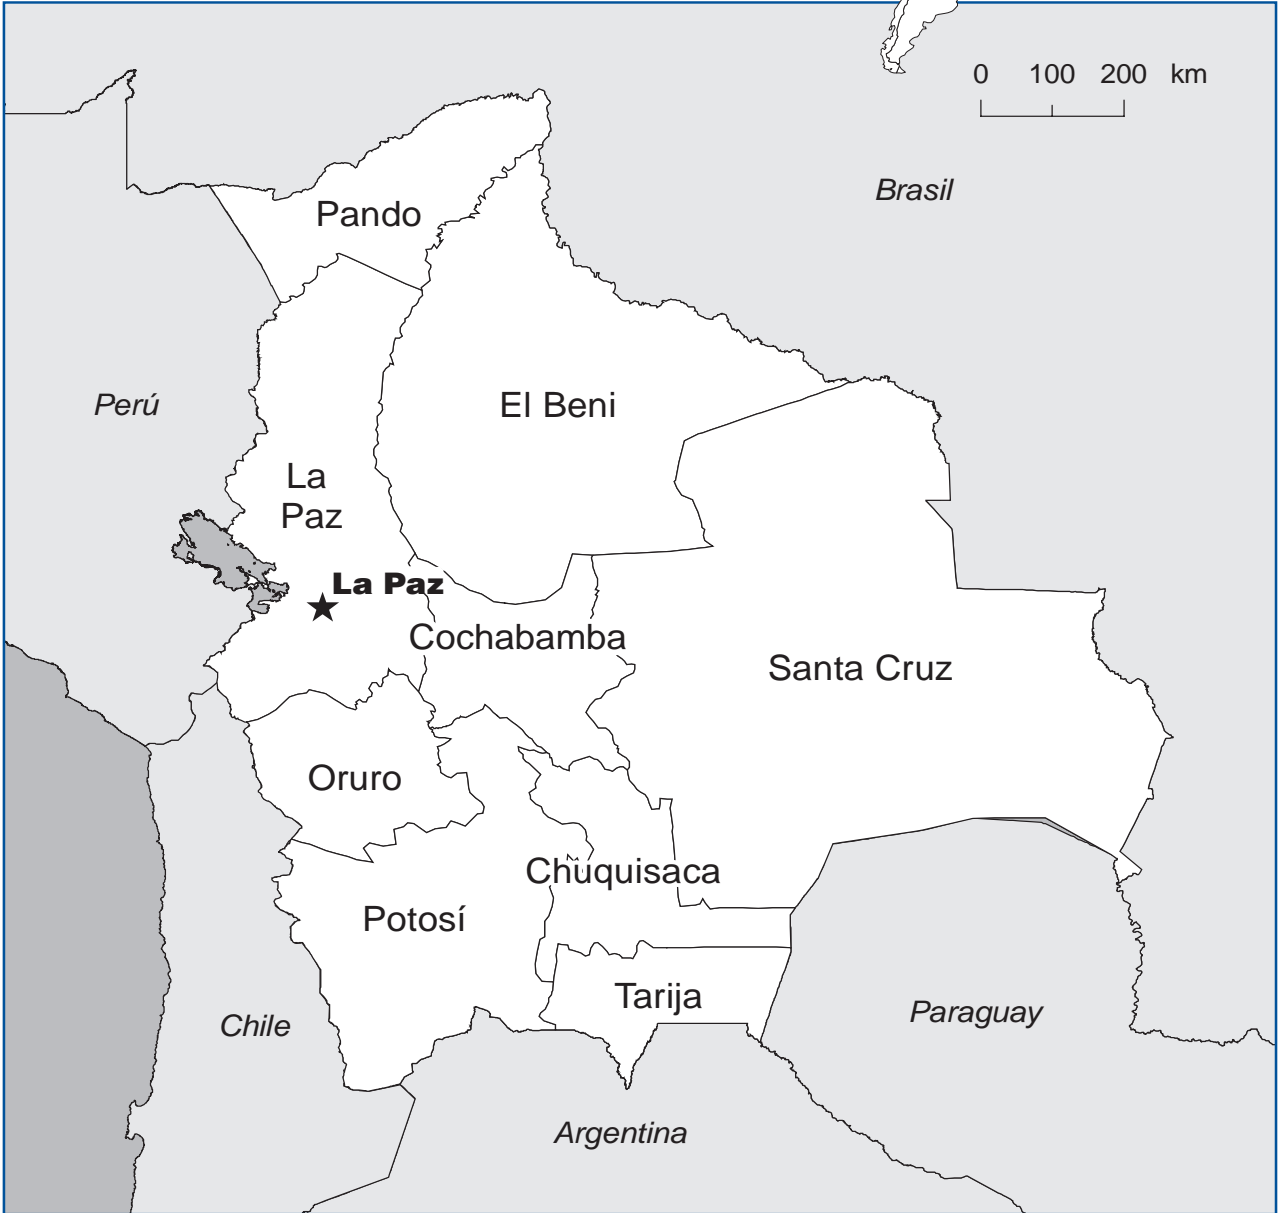 0 100 200 km
Brasil
Pando
Perú
El Beni
La
Paz
La Paz
Cochabamba
Santa Cruz
Oruro
Chuquisaca
Potosí
Tarija
Paraguay
Chile
Argentina